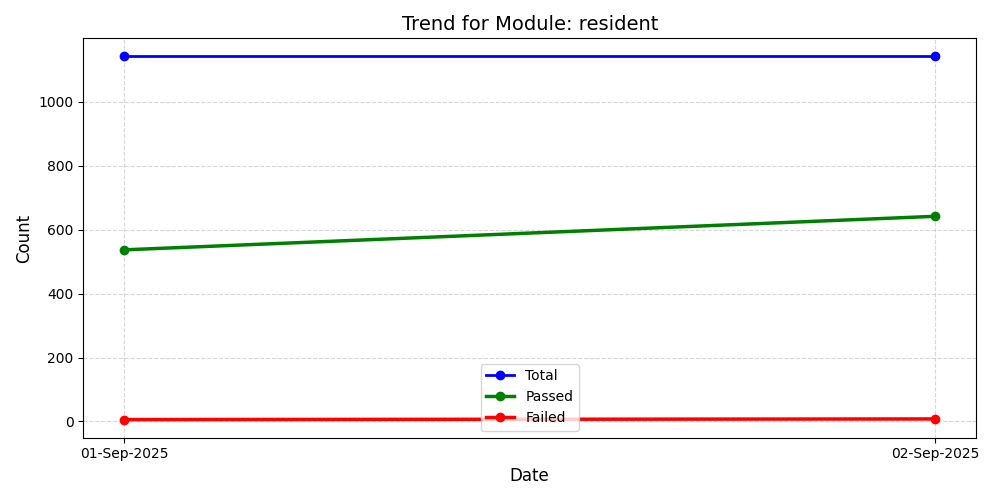 Trend for Module: resident
Count
1000
800
600
400
200
0
Total
Passed
Failed
01-Sep-2025
02-Sep-2025
Date